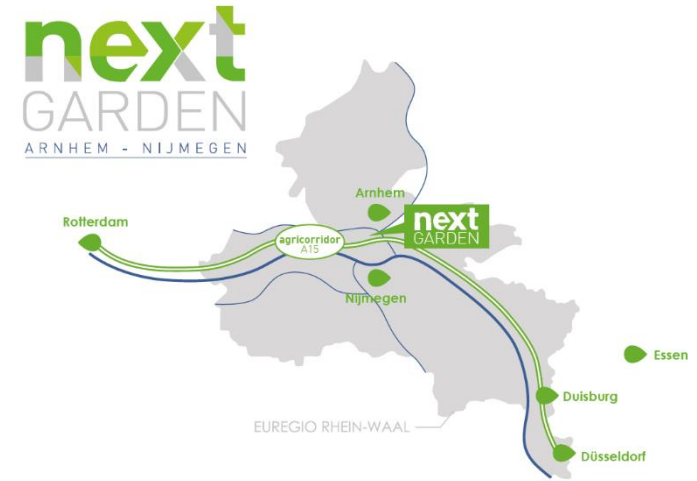 next
GARDEN
ARNHEM - NIJMEGEN
Arnhem
next
GARDEN
Rotterdam
agricorridor
A15
Nijmegen
Essen
Duisburg
EUREGIO RHEIN-WAAL
Düsseldorf